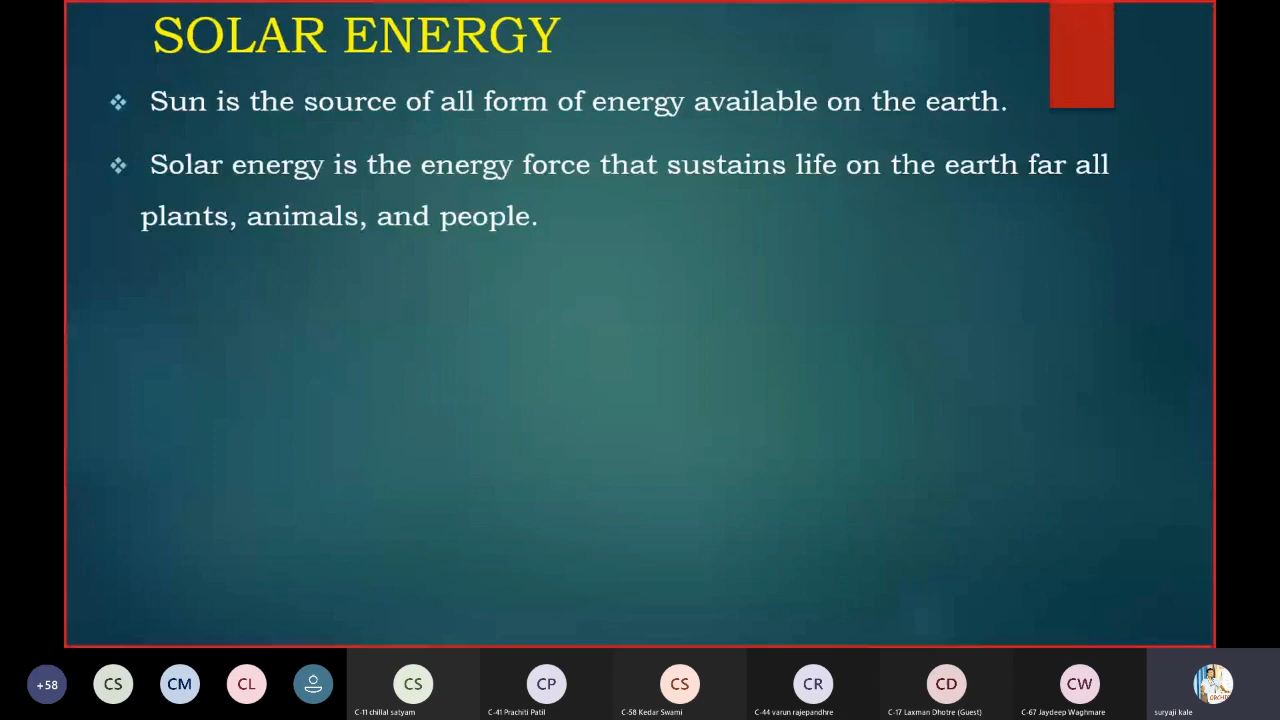 SOLAR ENERGY
Sun is the source of all form of energy available on the earth.
Solar energy is the energy force that sustains life on the earth far all
plants, animals, and people.
+58
CS
CM
CL
CS
CP
CS
CR
CD
CW
C-11 chillal satyam
C-41 Prachiti Patil
C-58 Kedar Swami
C-44 varun rajepandhre
C-17 Laxman Dhotre (Guest)
C-67 Jaydeep Waghmare
suryaji kale